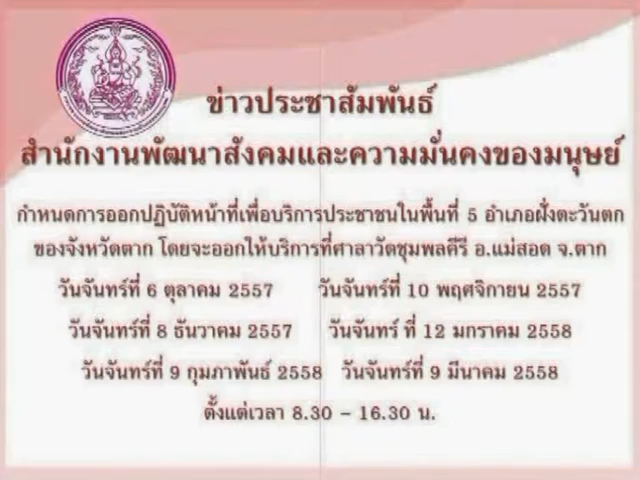 ข่าวประชาสัมพันธ์
สำนักงานพัฒนาสังคมและความมั่นคงของมนุษย์
กำหนดการออกปฏิบัติหน้าที่เพื่อบริการประชาชนในพื้นที่ 5 อำเภอฝั่งตะวันตก
ของจังหวัดตาก โดยจะออกให้บริการที่ศาลาวัดชุมพลคีรี อ.แม่สอด จ.ตาก
วันจันทร์ที่ 6 ตุลาคม 2557 วันจันทร์ที่ 10 พฤศจิกายน 2557
วันจันทร์ที่ 8 ธันวาคม 2557 วันจันทร์ ที่ 12 มกราคม 2558
วันจันทร์ที่ 9 กุมภาพันธ์ 2558 วันจันทร์ที่ 9 มีนาคม 2558
ตั้งแต่เวลา 8.30 – 16.30 น.